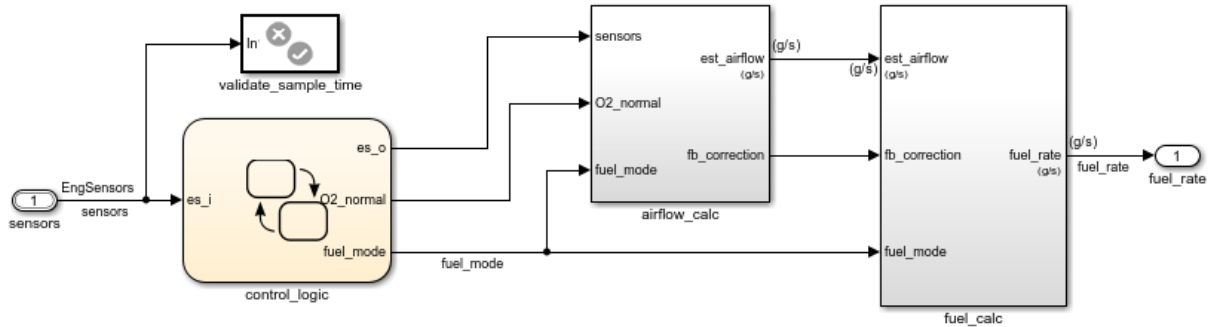 In
validate_sample_time
1
sensors
EngSensors
sensors
es_i
es_o
O2_normal
fuel_mode
control_logic
fuel_mode
sensors
O2_normal
fuel_mode
est_airflow
(g/s)
fb_correction
airflow_calc
(g/s)
(g/s)
est_airflow
(g/s)
fb_correction
fuel_mode
fuel_rate
(g/s)
fuel_calc
(g/s)
fuel_rate
1
fuel_rate